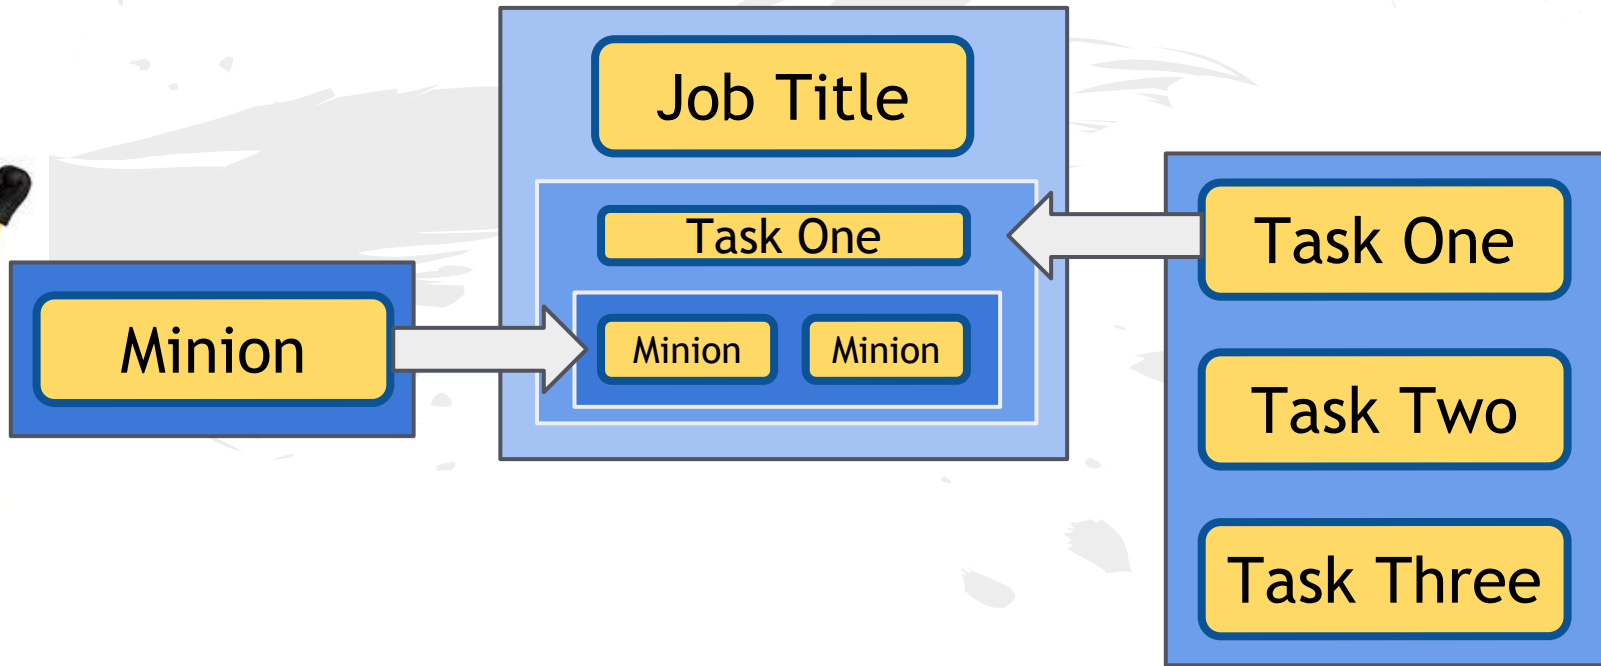 Job Title
Task One
Minion
Minion
Minion
Task One
Task Two
Task Three